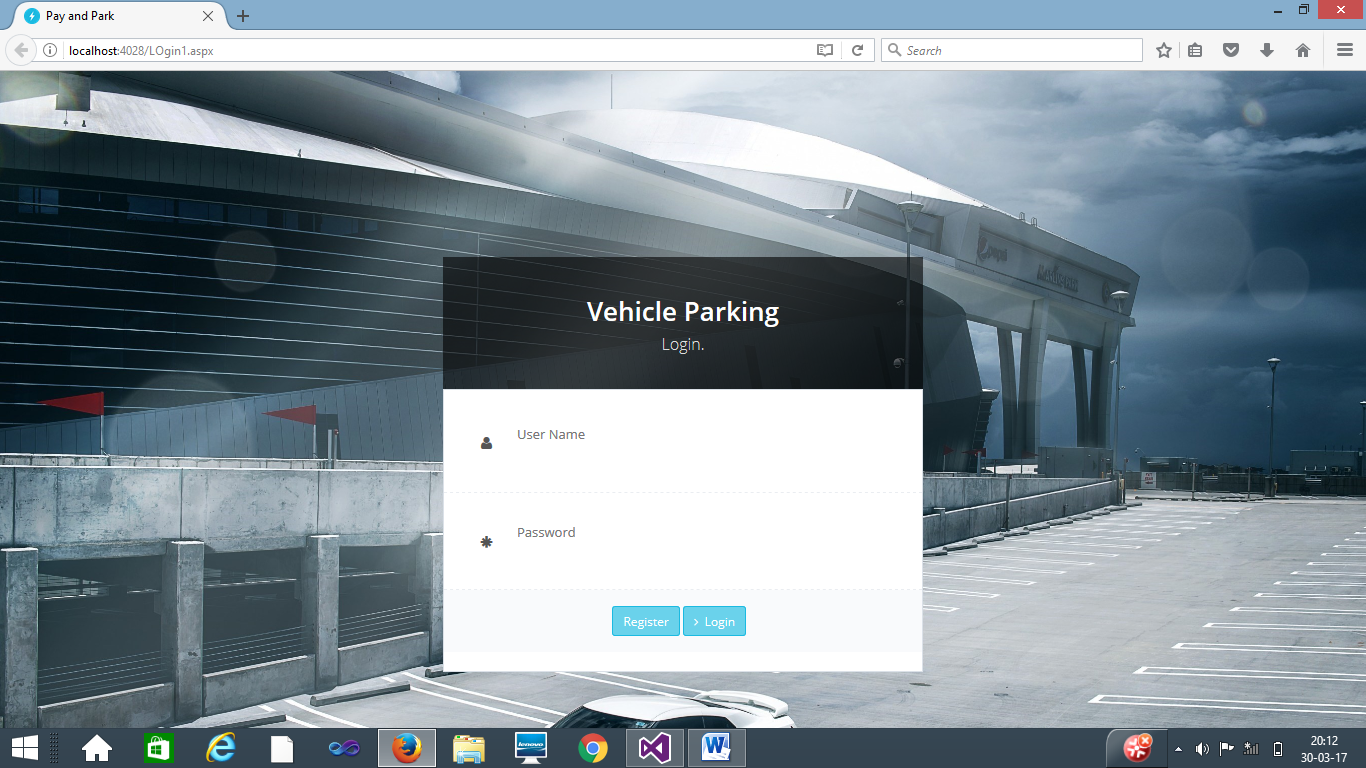 Pay and Park
localhost:4028/LOgin1.aspx
Search
Vehicle Parking
Login.
User Name
Password
Register
Login
lenovo
20:12
30-03-17